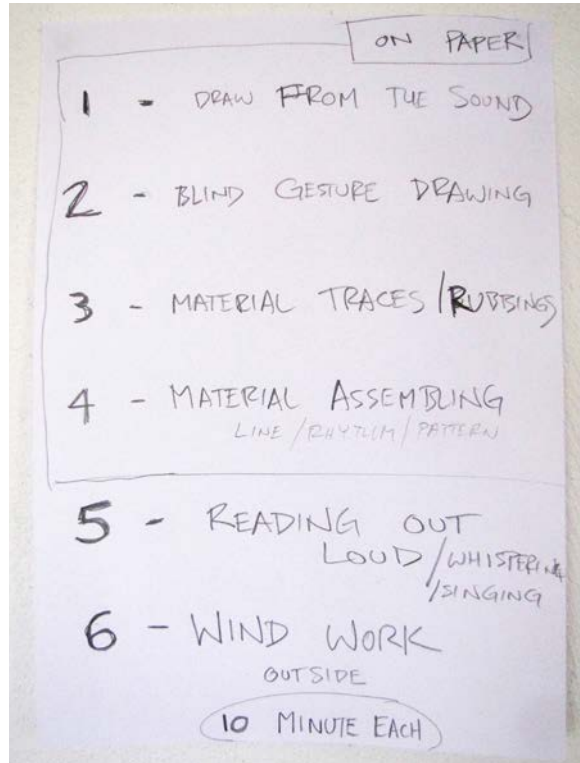 ON PAPER
1 - DRAW FROM THE SOUND
2 - BLIND GESTURE DRAWING
3 - MATERIAL TRACES / RUBBINGS
4 - MATERIAL ASSEMBLING
LINE / RHYTHM / PATTERN
5 - READING OUT
LOUD / WHISPERING
/ SINGING
6 - WIND WORK
OUTSIDE
10 MINUTE EACH